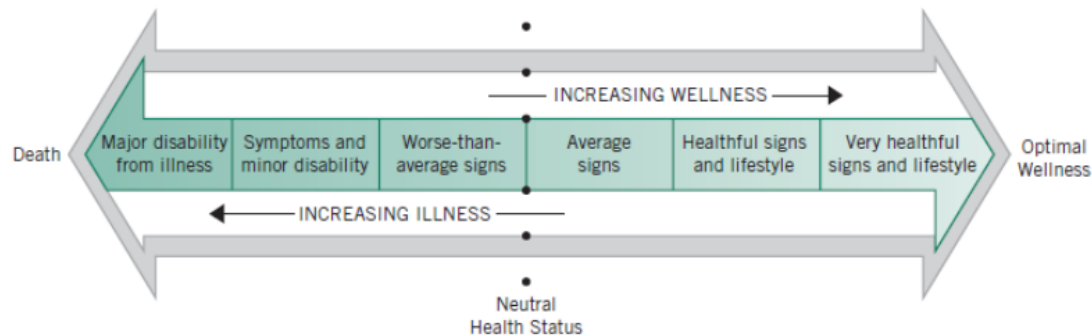 INCREASING WELLNESS
Death
Major disability
from illness
Symptoms and
minor disability
Worse-than-
average signs
Average
signs
Healthful signs
and lifestyle
Very healthful
signs and lifestyle
Optimal
Wellness
INCREASING ILLNESS
Neutral
Health Status